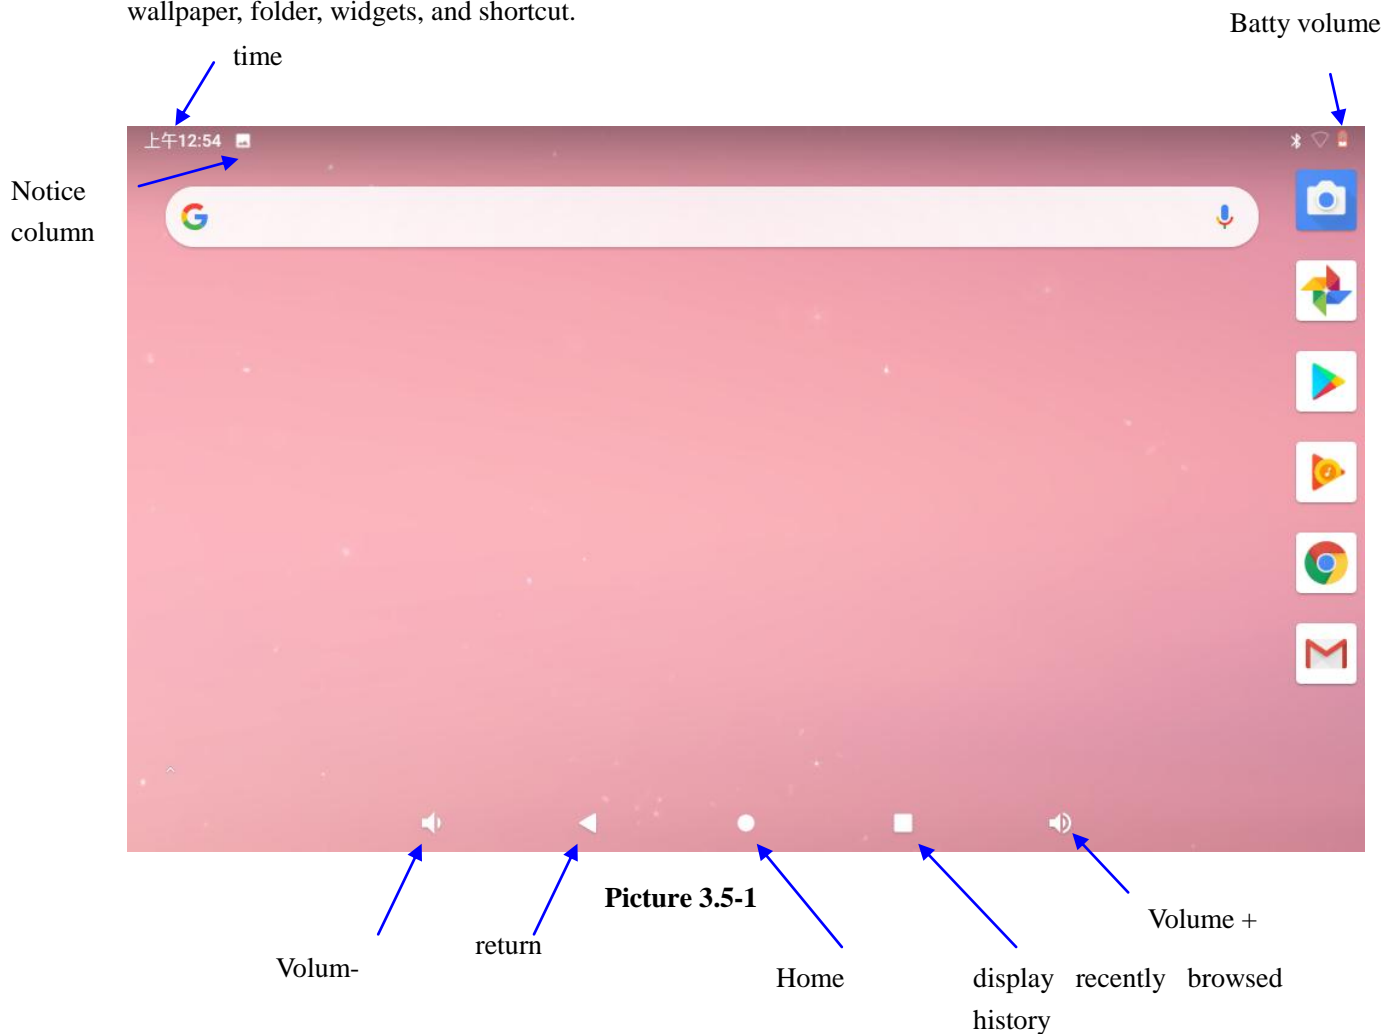 wallpaper, folder, widgets, and shortcut.
Batty volume
time
上午12:54
Notice
column
Picture 3.5-1
Volume +
return
Volum-
Home
display recently browsed
history